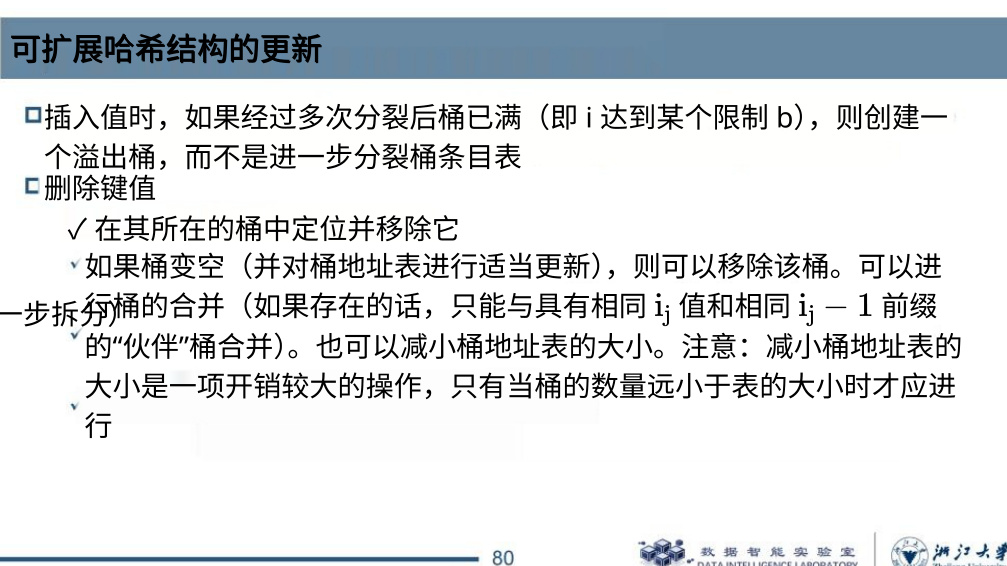 可扩展哈希结构的更新
插入值时，如果经过多次分裂后桶已满（即 i 达到某个限制 b），则创建一
个溢出桶，而不是进一步分裂桶条目表
删除键值
✓ 在其所在的桶中定位并移除它
如果桶变空（并对桶地址表进行适当更新），则可以移除该桶。可以进
行桶的合并（如果存在的话，只能与具有相同 i_j 值和相同 i_j − 1 前缀
一步拆分）
的“伙伴”桶合并）。也可以减小桶地址表的大小。注意：减小桶地址表的
大小是一项开销较大的操作，只有当桶的数量远小于表的大小时才应进
行
80
数据智能实验室
DATA INTELLIGENCE LABORATORY
浙江大学